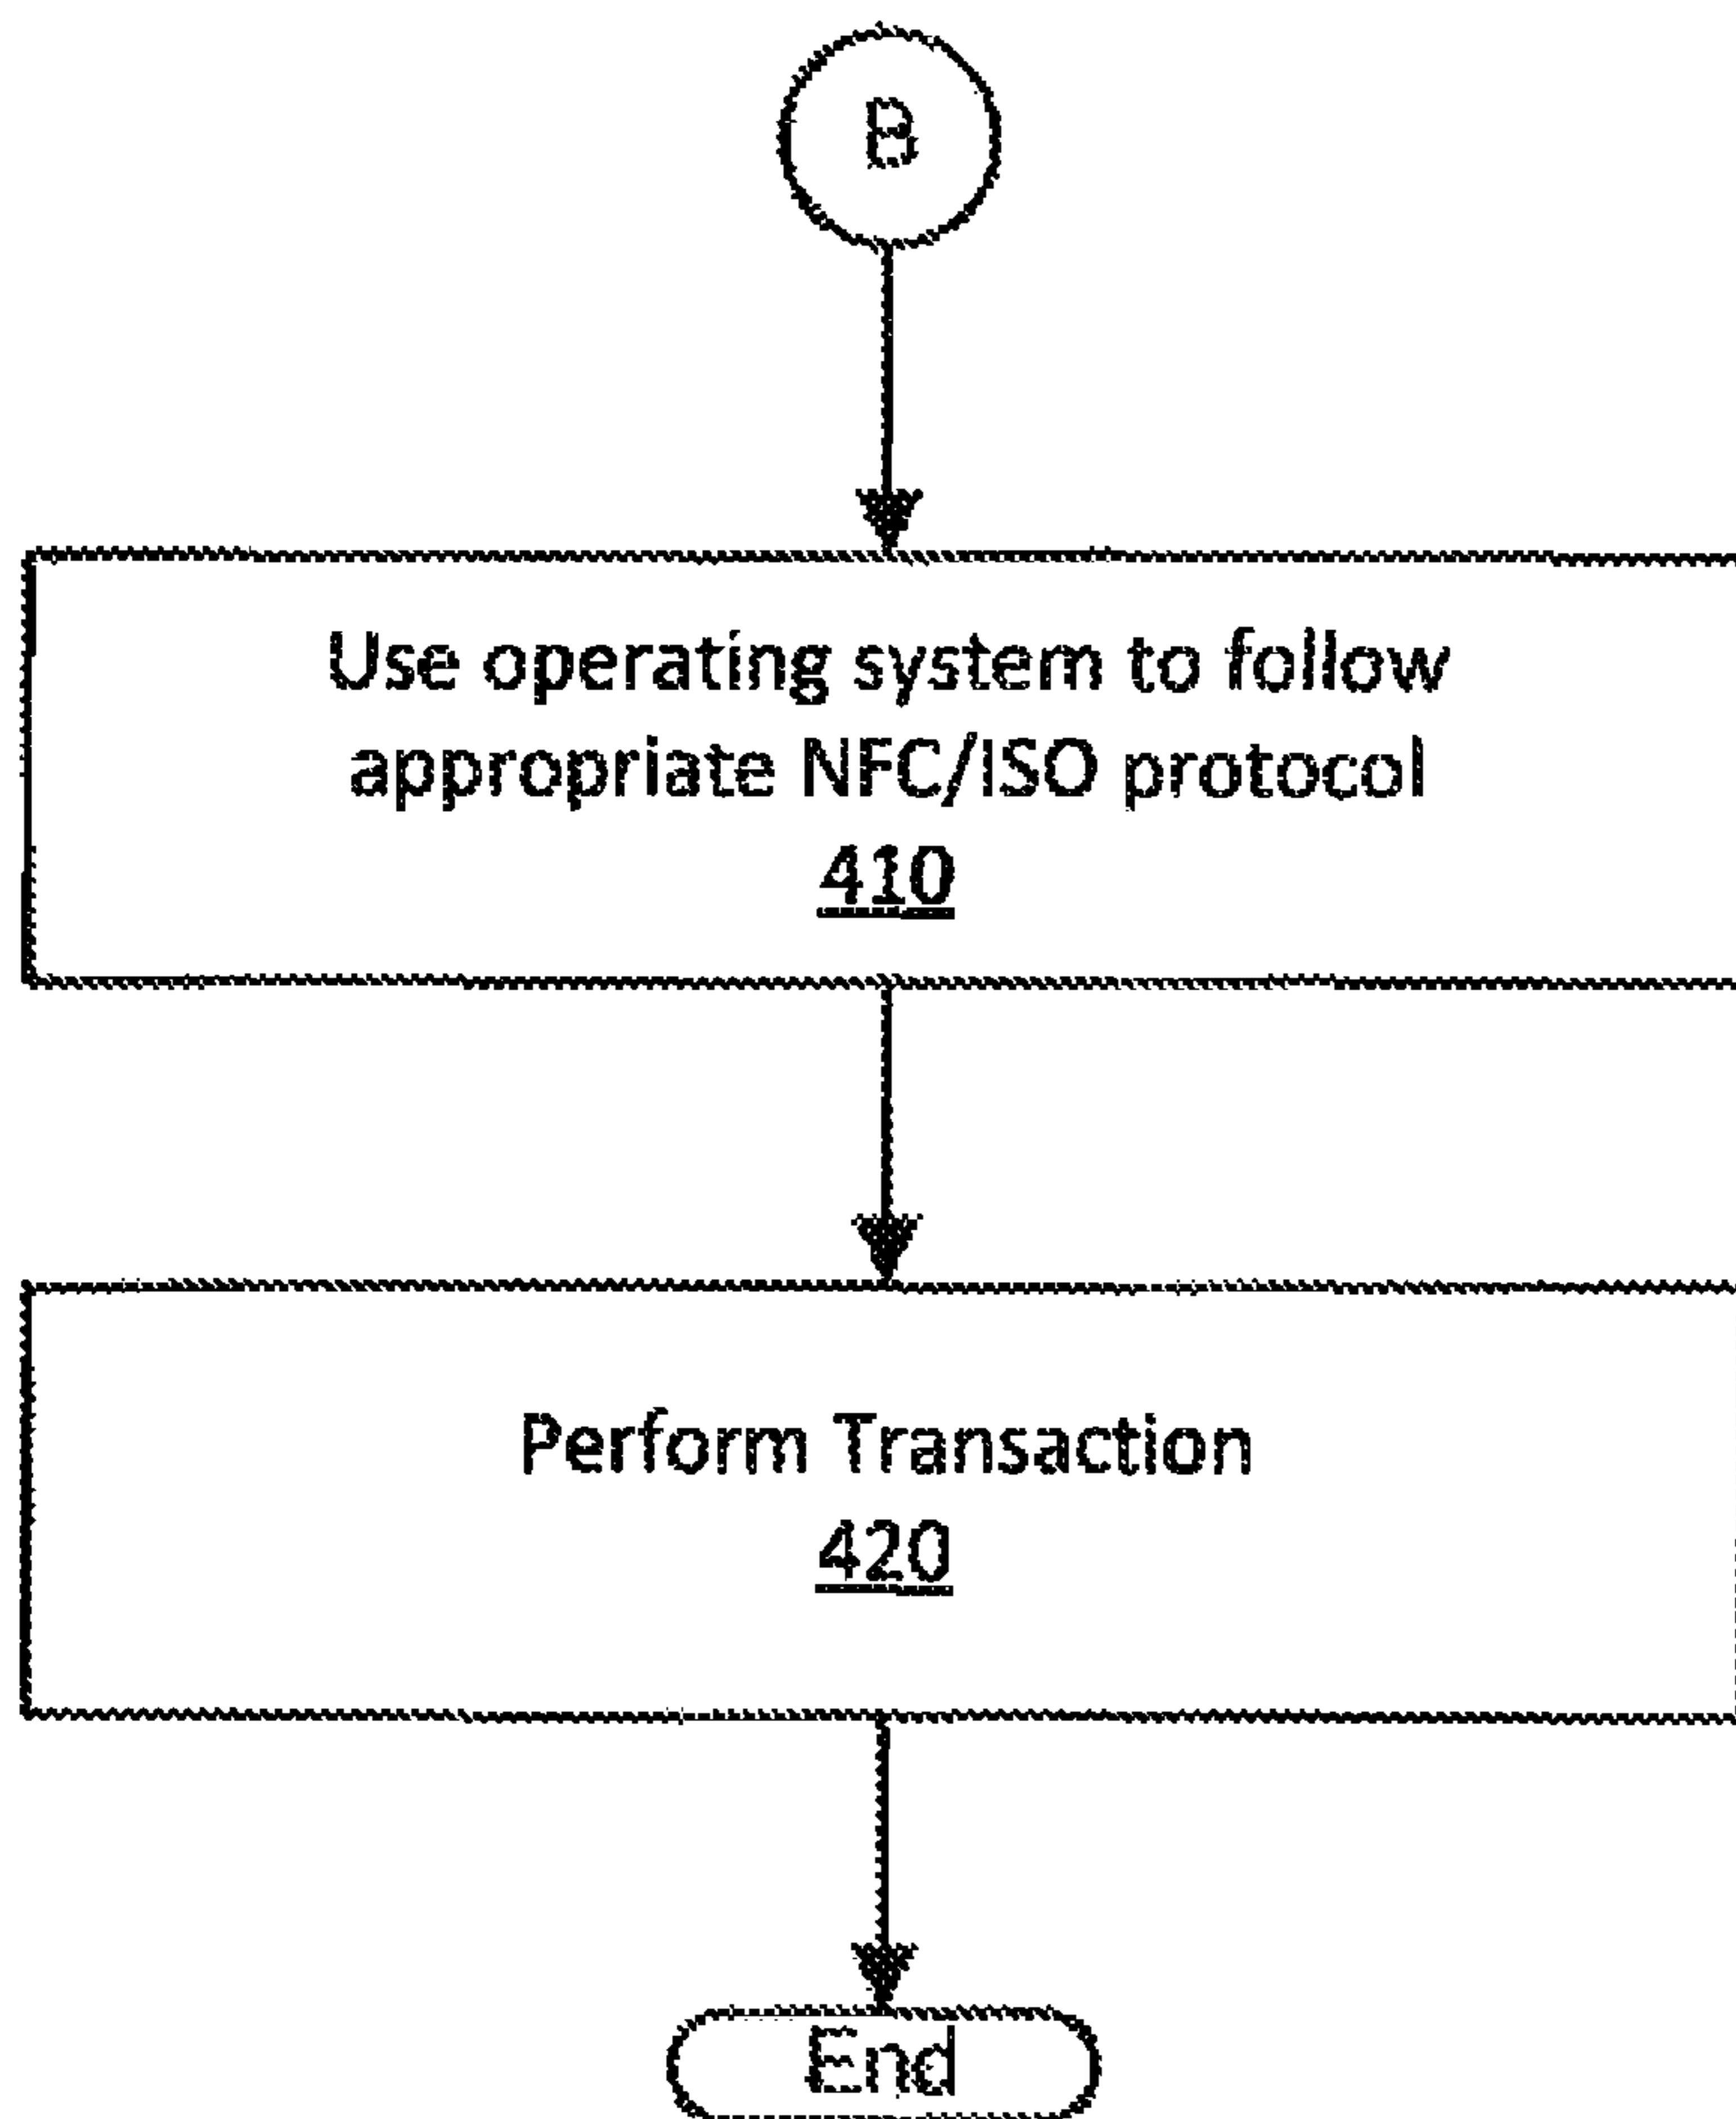 B
Use operating system to follow
appropriate NFC/ISO protocol
410
Perform Transaction
420
End